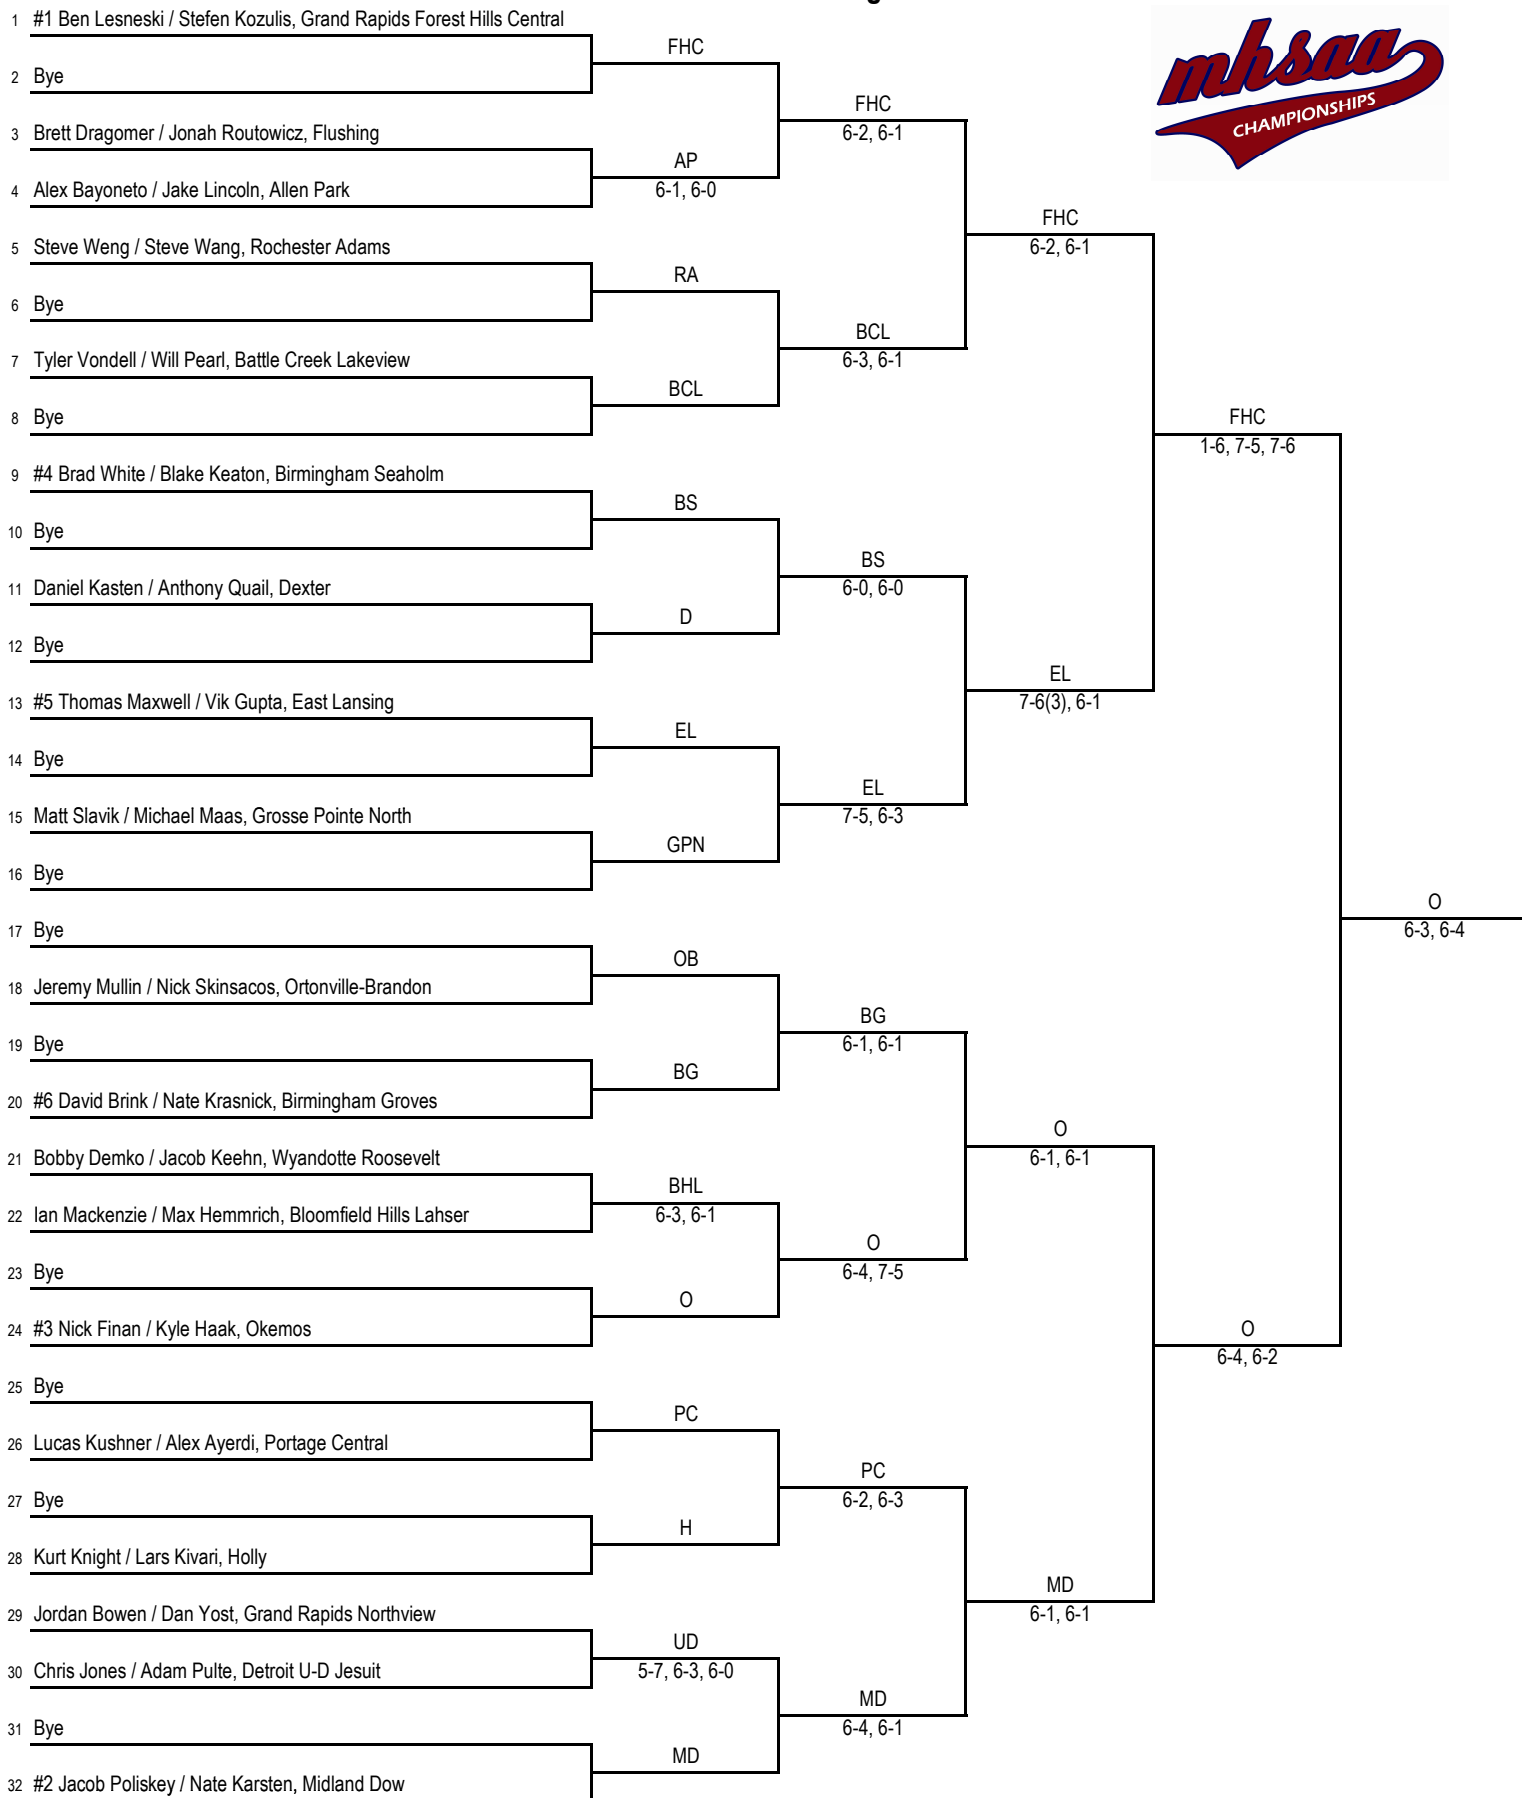 1 #1 Ben Lesneski / Stefen Kozulis, Grand Rapids Forest Hills Central
FHC
2 Bye
FHC
6-2, 6-1
3 Brett Dragomer / Jonah Routowicz, Flushing
AP
6-1, 6-0
4 Alex Bayoneto / Jake Lincoln, Allen Park
FHC
6-2, 6-1
5 Steve Weng / Steve Wang, Rochester Adams
RA
6 Bye
BCL
6-3, 6-1
7 Tyler Vondell / Will Pearl, Battle Creek Lakeview
BCL
8 Bye
FHC
1-6, 7-5, 7-6
9 #4 Brad White / Blake Keaton, Birmingham Seaholm
BS
10 Bye
BS
6-0, 6-0
11 Daniel Kasten / Anthony Quail, Dexter
D
12 Bye
EL
7-6(3), 6-1
13 #5 Thomas Maxwell / Vik Gupta, East Lansing
EL
14 Bye
EL
7-5, 6-3
15 Matt Slavik / Michael Maas, Grosse Pointe North
GPN
16 Bye
O
6-3, 6-4
17 Bye
OB
18 Jeremy Mullin / Nick Skinsacos, Ortonville-Brandon
BG
6-1, 6-1
19 Bye
BG
20 #6 David Brink / Nate Krasnick, Birmingham Groves
O
6-1, 6-1
21 Bobby Demko / Jacob Keehn, Wyandotte Roosevelt
BHL
6-3, 6-1
22 Ian Mackenzie / Max Hemmrich, Bloomfield Hills Lahser
O
6-4, 7-5
23 Bye
O
24 #3 Nick Finan / Kyle Haak, Okemos
O
6-4, 6-2
25 Bye
PC
26 Lucas Kushner / Alex Ayerdi, Portage Central
PC
6-2, 6-3
27 Bye
H
28 Kurt Knight / Lars Kivari, Holly
MD
6-1, 6-1
29 Jordan Bowen / Dan Yost, Grand Rapids Northview
UD
5-7, 6-3, 6-0
30 Chris Jones / Adam Pulte, Detroit U-D Jesuit
MD
6-4, 6-1
31 Bye
MD
32 #2 Jacob Poliskey / Nate Karsten, Midland Dow
mhsaa
CHAMPIONSHIPS